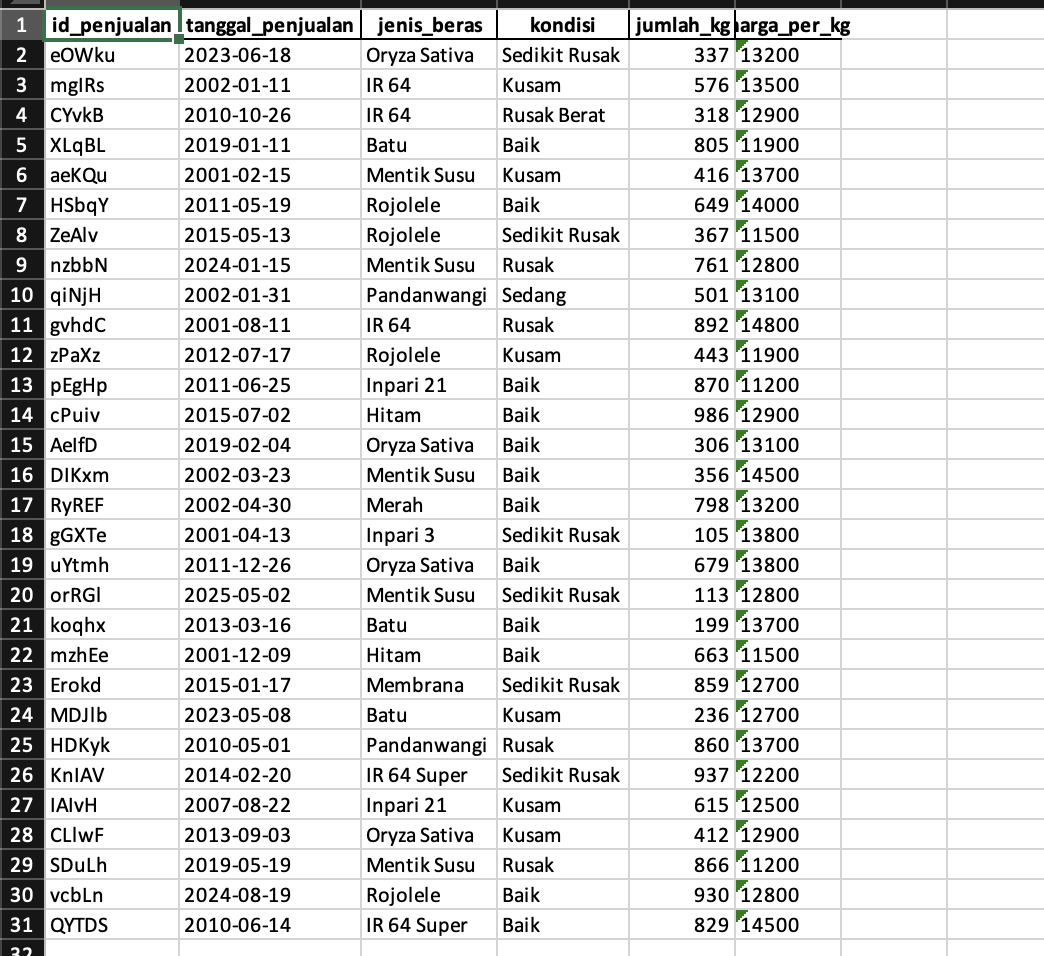 1 id_penjualan tanggal_penjualan jenis_beras kondisi jumlah_kg harga_per_kg
2 eOWku 2023-06-18 Oryza Sativa Sedikit Rusak 337 13200
3 mgIRs 2002-01-11 IR 64 Kusam 576 13500
4 CYvkB 2010-10-26 IR 64 Rusak Berat 318 12900
5 XLqBL 2019-01-11 Batu Baik 805 11900
6 aeKQu 2001-02-15 Mentik Susu Kusam 416 13700
7 HSbqY 2011-05-19 Rojolele Baik 649 14000
8 ZeAlv 2015-05-13 Rojolele Sedikit Rusak 367 11500
9 nzbbN 2024-01-15 Mentik Susu Rusak 761 12800
10 qiNjH 2002-01-31 Pandanwangi Sedang 501 13100
11 gvhdC 2001-08-11 IR 64 Rusak 892 14800
12 zPaXz 2012-07-17 Rojolele Kusam 443 11900
13 pEgHp 2011-06-25 Inpari 21 Baik 870 11200
14 cPuiv 2015-07-02 Hitam Baik 986 12900
15 AeIfD 2019-02-04 Oryza Sativa Baik 306 13100
16 DIKxm 2002-03-23 Mentik Susu Baik 356 14500
17 RyREF 2002-04-30 Merah Baik 798 13200
18 gGXTe 2001-04-13 Inpari 3 Sedikit Rusak 105 13800
19 uYtmh 2011-12-26 Oryza Sativa Baik 679 13800
20 orRGl 2025-05-02 Mentik Susu Sedikit Rusak 113 12800
21 koqhx 2013-03-16 Batu Baik 199 13700
22 mzhEe 2001-12-09 Hitam Baik 663 11500
23 Erokd 2015-01-17 Membrana Sedikit Rusak 859 12700
24 MDJlb 2023-05-08 Batu Kusam 236 12700
25 HDKyk 2010-05-01 Pandanwangi Rusak 860 13700
26 KnIAV 2014-02-20 IR 64 Super Sedikit Rusak 937 12200
27 IAIvH 2007-08-22 Inpari 21 Kusam 615 12500
28 CLlwF 2013-09-03 Oryza Sativa Kusam 412 12900
29 SDuLh 2019-05-19 Mentik Susu Rusak 866 11200
30 vcbLn 2024-08-19 Rojolele Baik 930 12800
31 QYTDS 2010-06-14 IR 64 Super Baik 829 14500
32